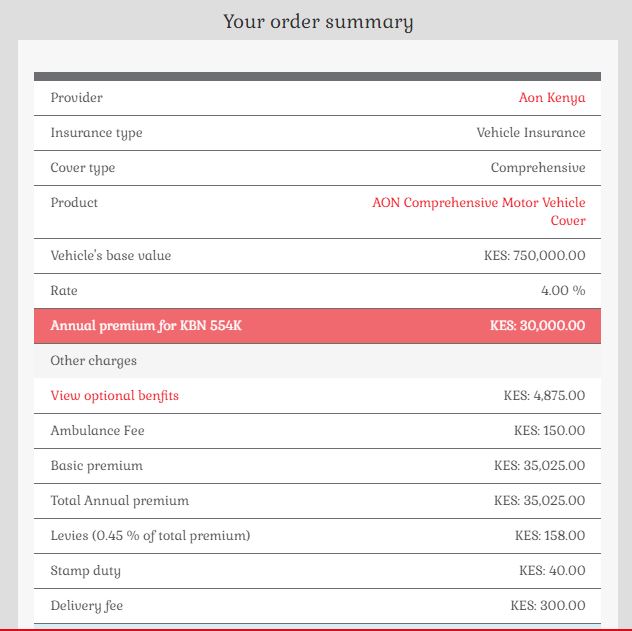 Your order summary
Provider Aon Kenya
Insurance type Vehicle Insurance
Cover type Comprehensive
Product AON Comprehensive Motor Vehicle
Cover
Vehicle's base value KES: 750,000.00
Rate 4.00 %
Annual premium for KBN 554K KES: 30,000.00
Other charges
View optional benfits KES: 4,875.00
Ambulance Fee KES: 150.00
Basic premium KES: 35,025.00
Total Annual premium KES: 35,025.00
Levies (0.45 % of total premium) KES: 158.00
Stamp duty KES: 40.00
Delivery fee KES: 300.00